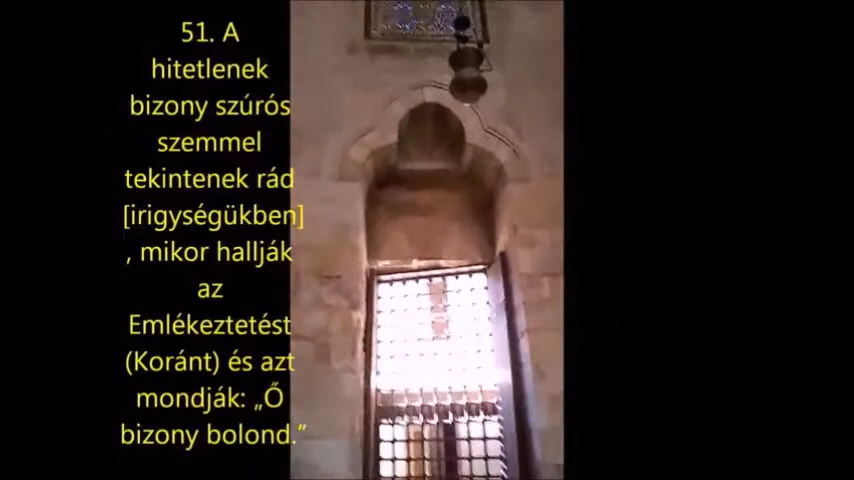 51. A
hitetlenek
bizony szúrós
szemmel
tekintenek rád
[irigységükben]
, mikor hallják
az
Emlékeztetést
(Koránt) és azt
mondják: „Ő
bizony bolond.”